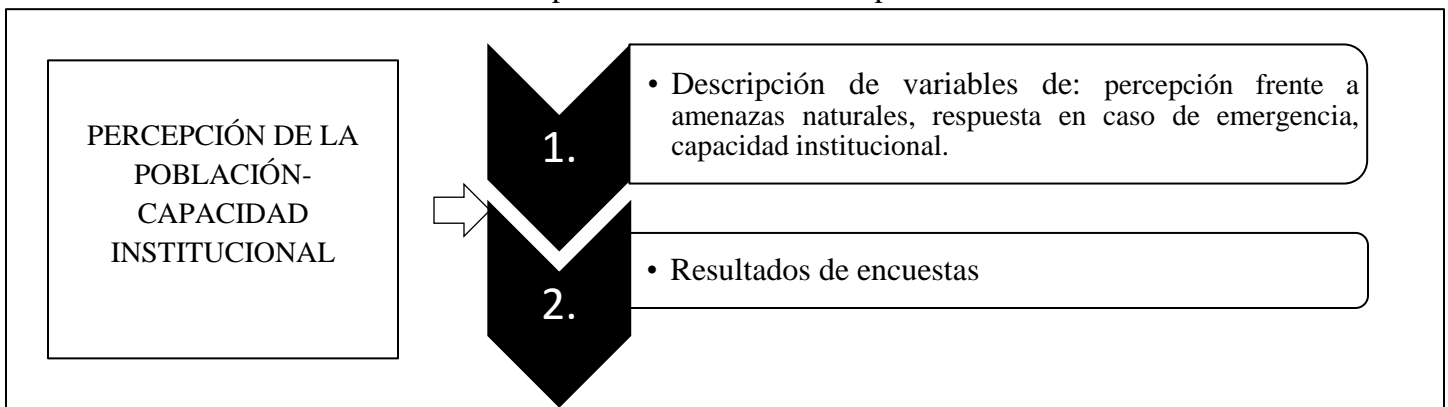 PERCEPCIÓN DE LA
POBLACIÓN-
CAPACIDAD
INSTITUCIONAL
1.
• Descripción de variables de: percepción frente a
amenazas naturales, respuesta en caso de emergencia,
capacidad institucional.
2.
• Resultados de encuestas